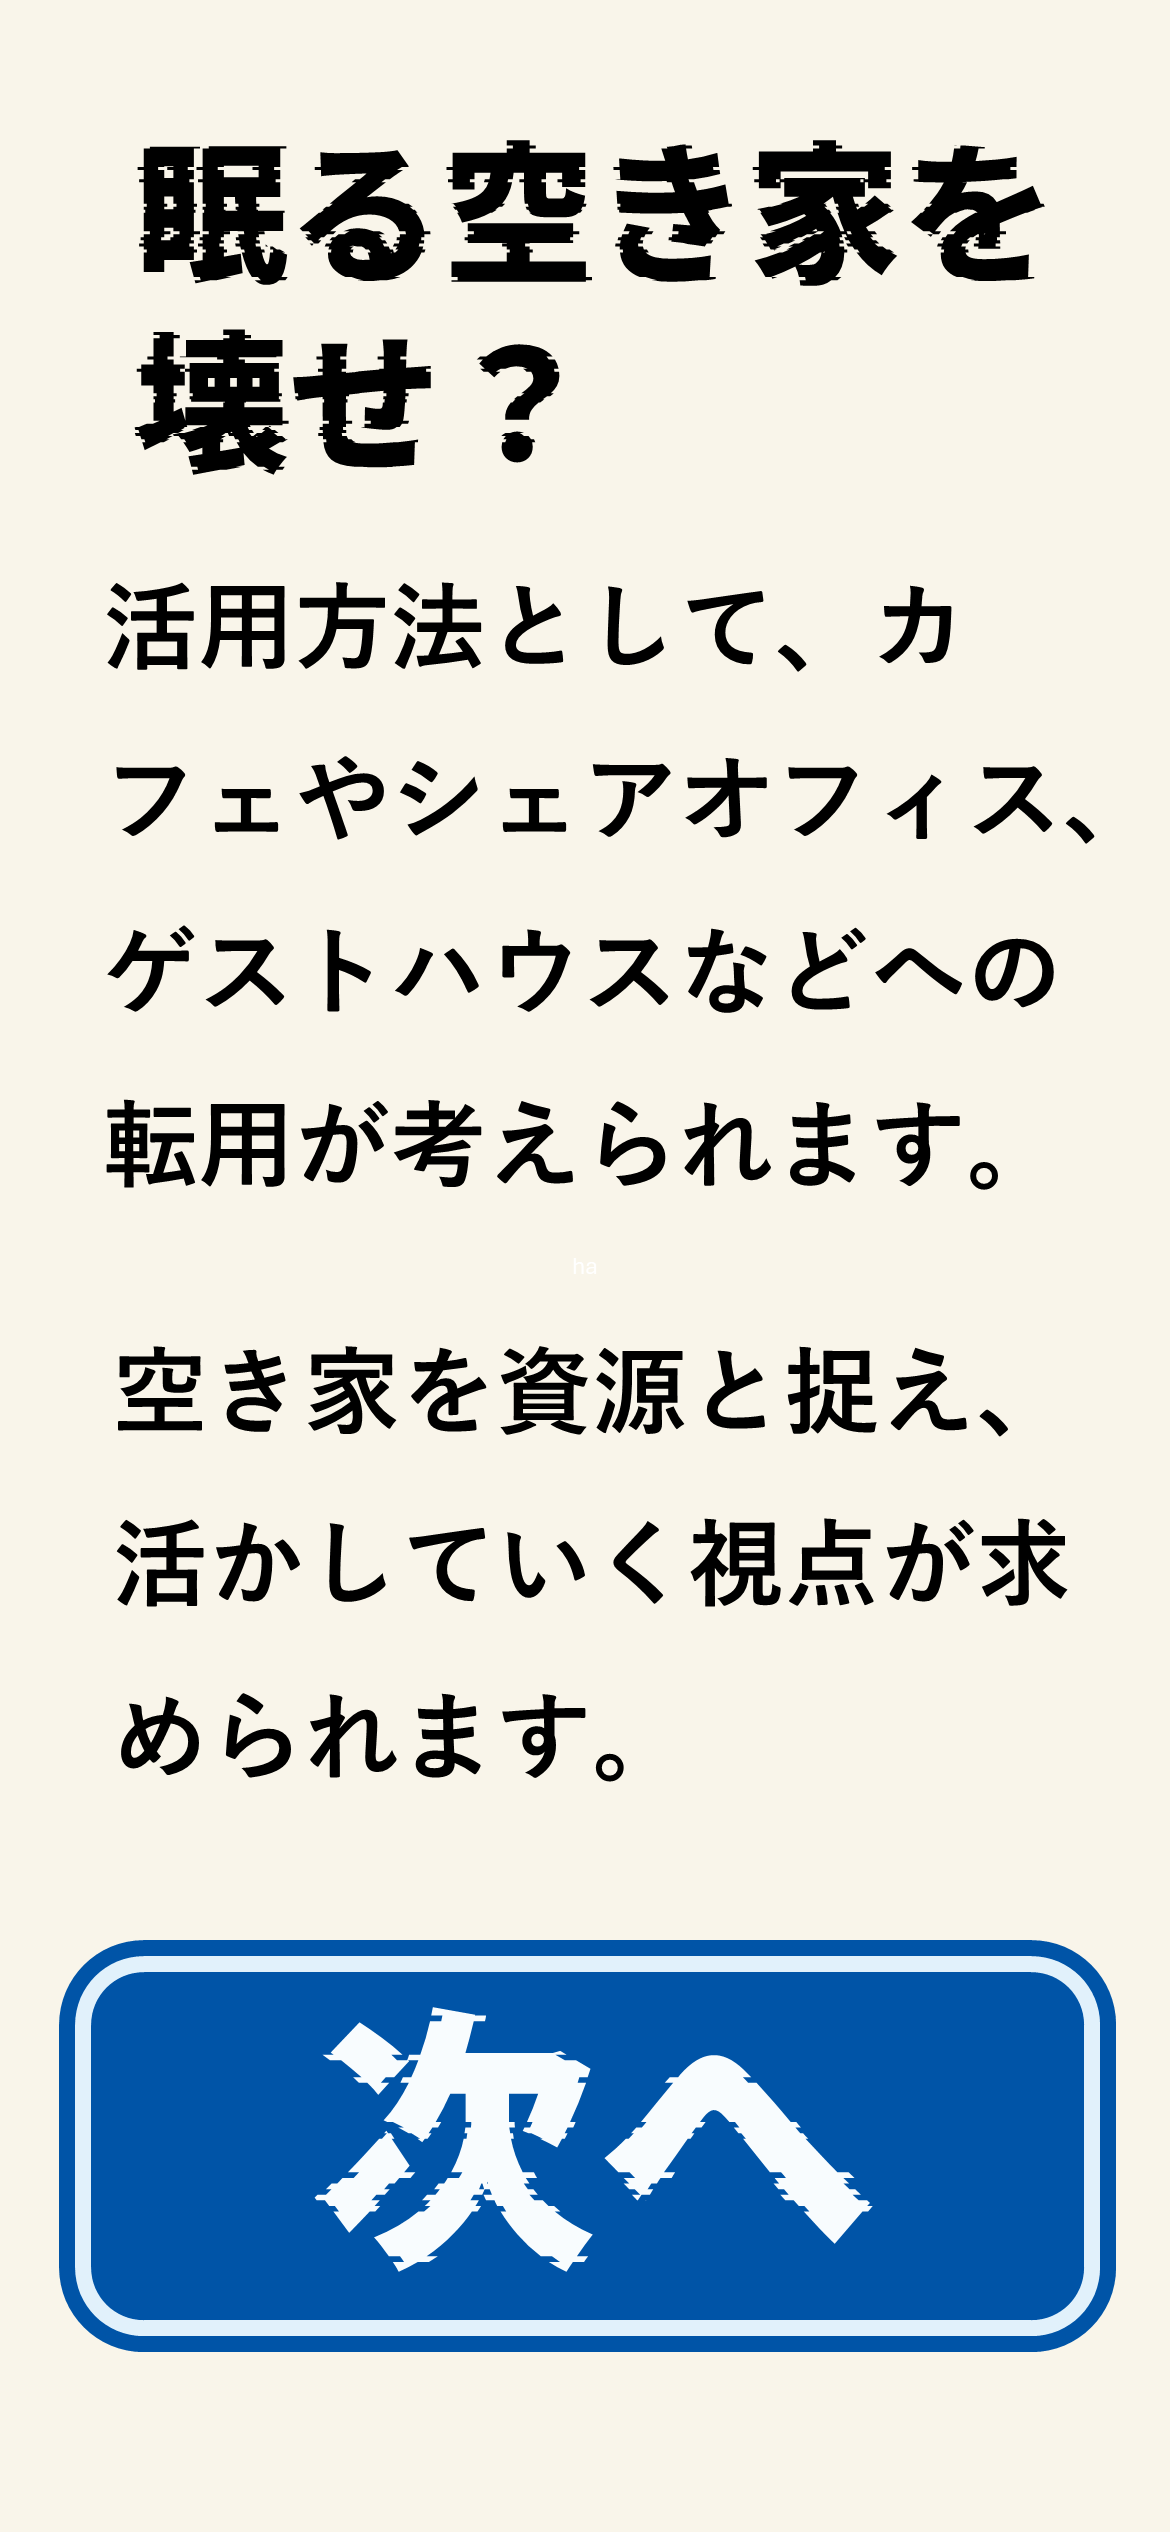 眠る空き家を
壊せ？
活用方法として、カ
フェやシェアオフィス、
ゲストハウスなどへの
転用が考えられます。
ha
空き家を資源と捉え、
活かしていく視点が求
められます。
次へ